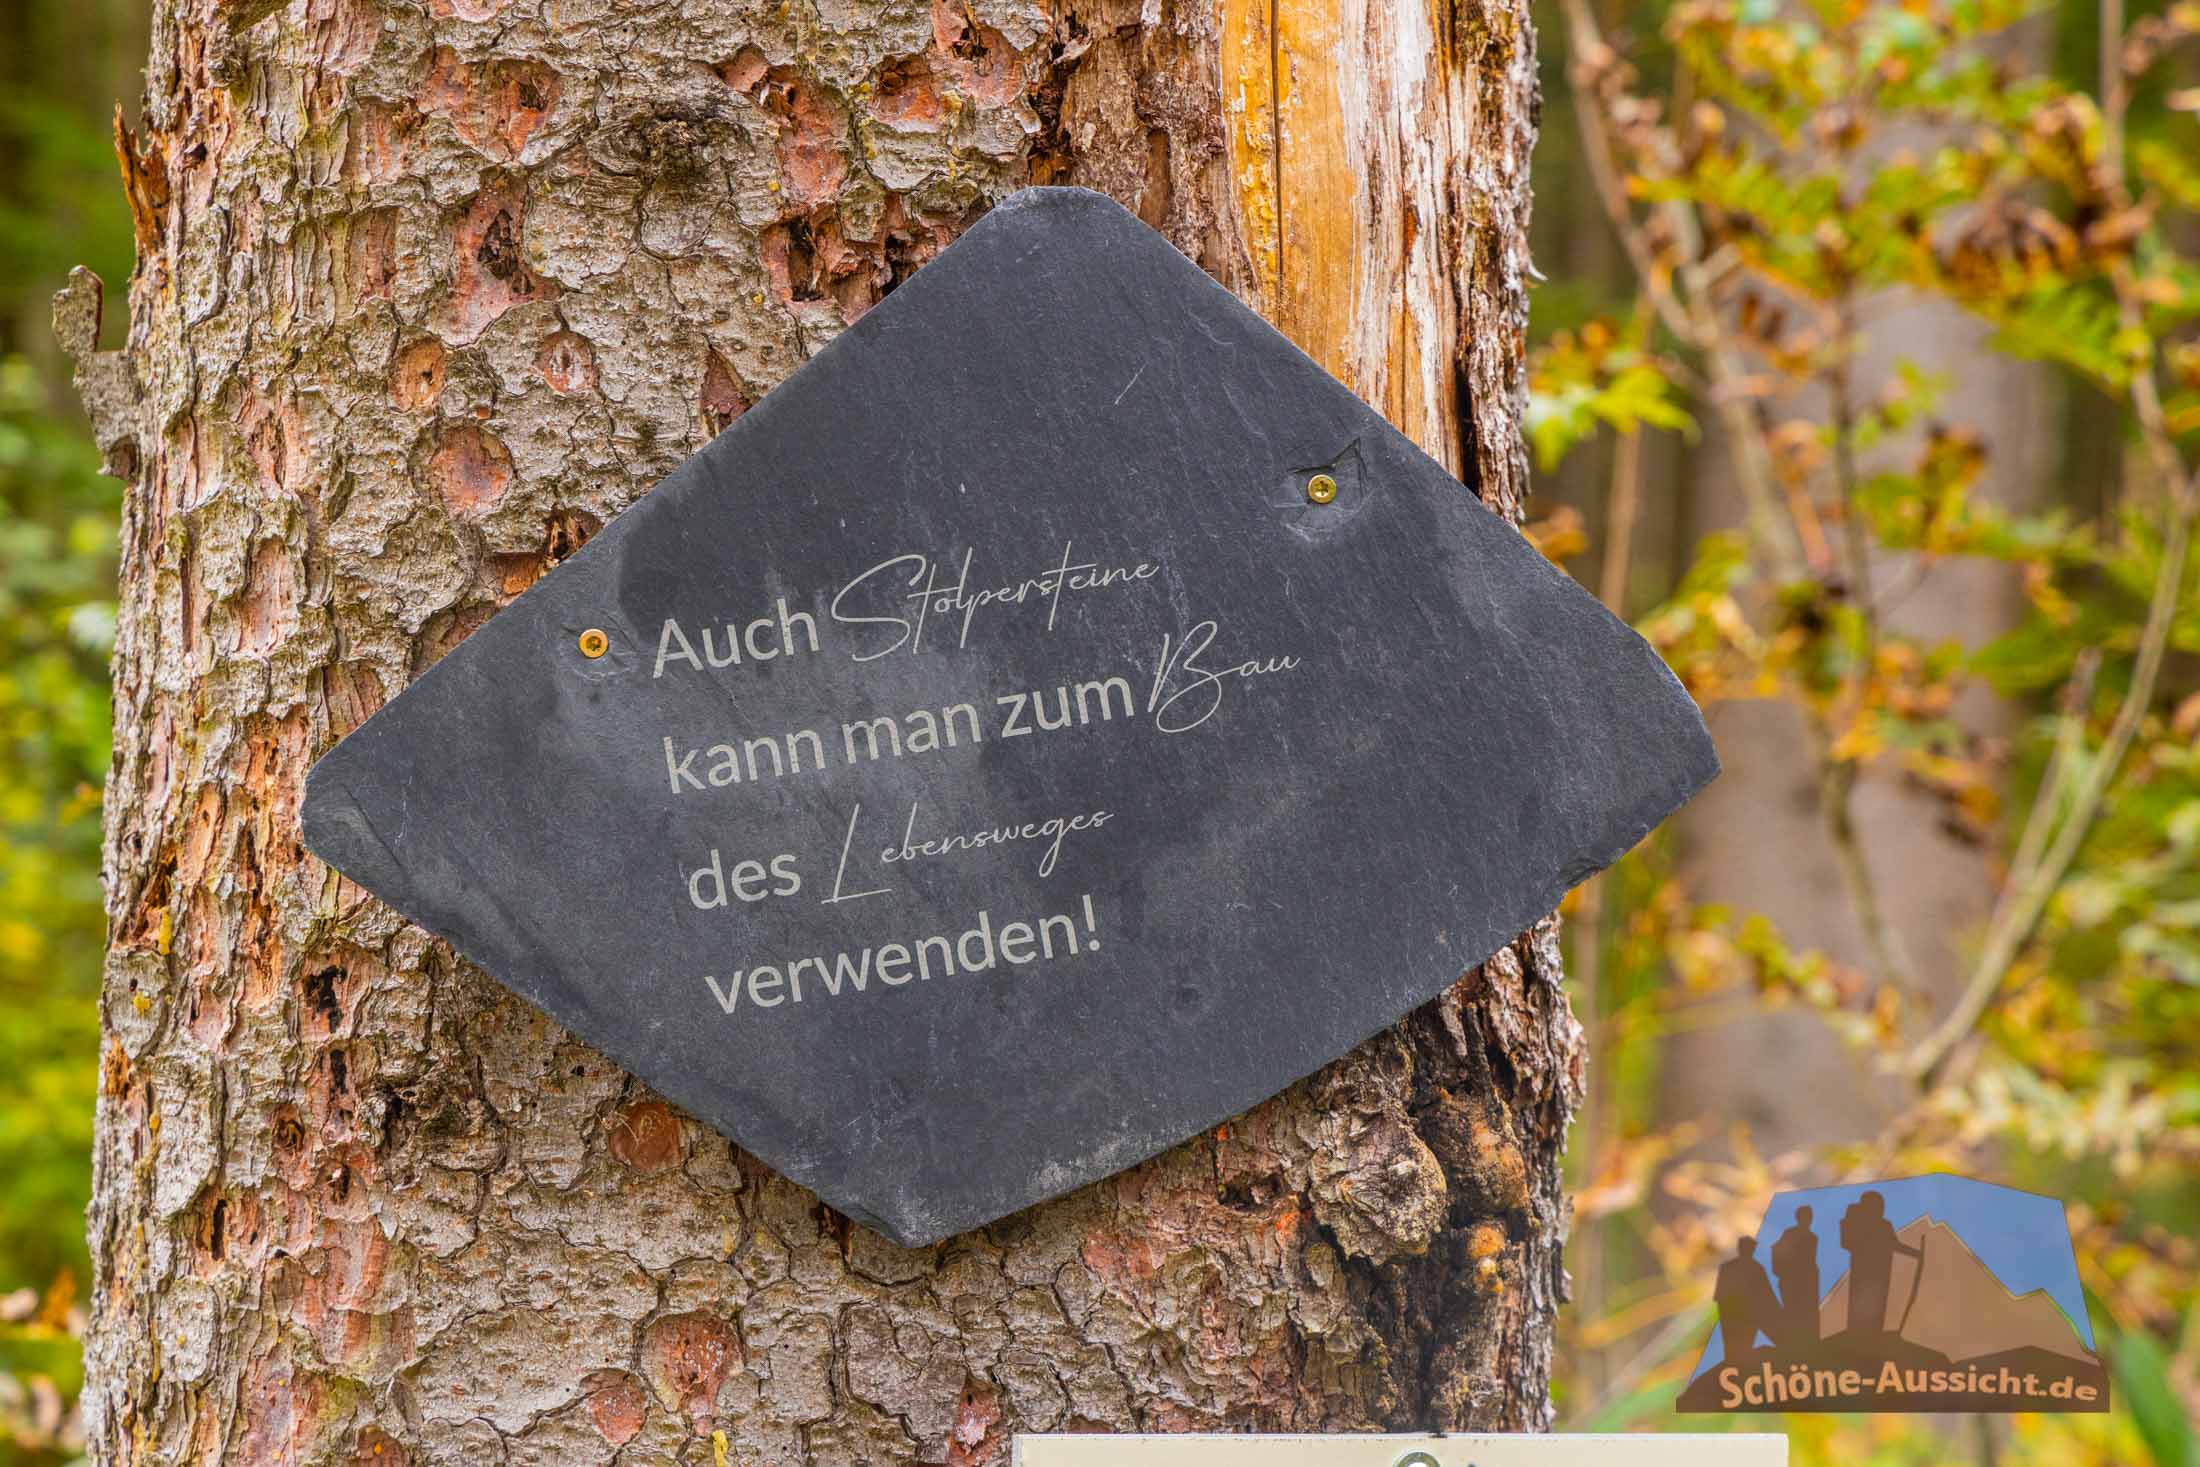 Auch Stolpersteine
kann man zum Bau
des Lebensweges
verwenden!
Schöne-Aussicht.de